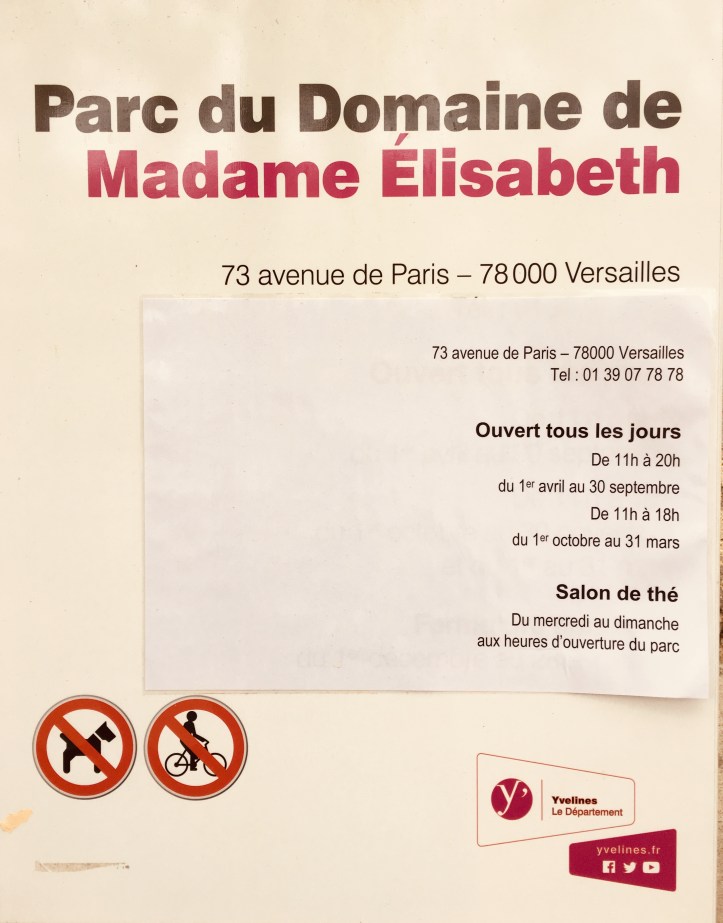 Parc du Domaine de
Madame Élisabeth
73 avenue de Paris – 78000 Versailles
73 avenue de Paris – 78000 Versailles
Tel : 01 39 07 78 78
Ouvert tous les jours
De 11h à 20h
du 1er avril au 30 septembre
De 11h à 18h
du 1er octobre au 31 mars
Salon de thé
Du mercredi au dimanche
aux heures d'ouverture du parc
y'
Yvelines
Le Département
yvelines.fr